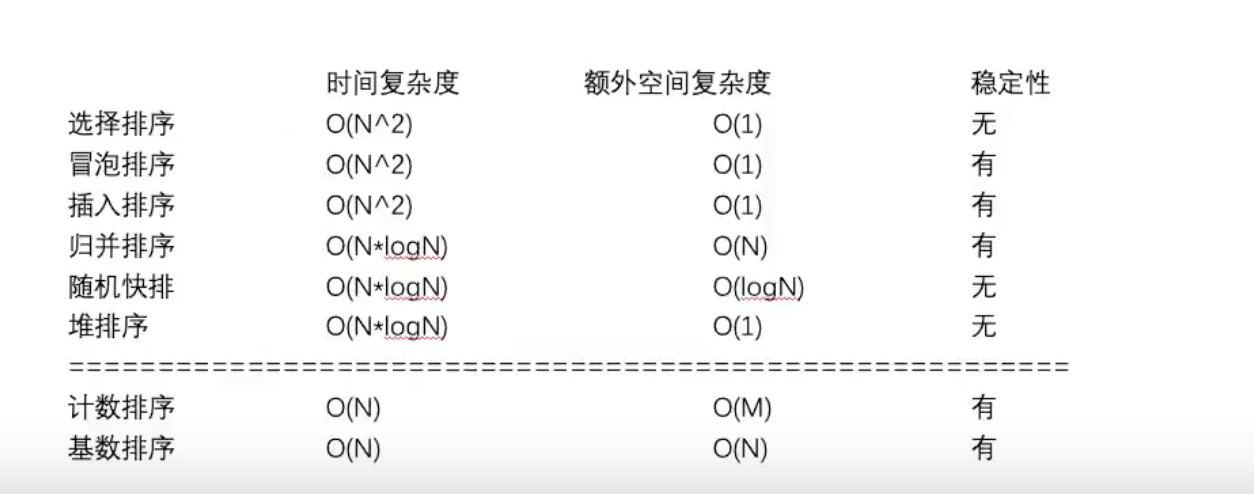 时间复杂度 额外空间复杂度 稳定性
选择排序 O(N^2) O(1) 无
冒泡排序 O(N^2) O(1) 有
插入排序 O(N^2) O(1) 有
归并排序 O(N*logN) O(N) 有
随机快排 O(N*logN) O(logN) 无
堆排序 O(N*logN) O(1) 无
========================================================
计数排序 O(N) O(M) 有
基数排序 O(N) O(N) 有